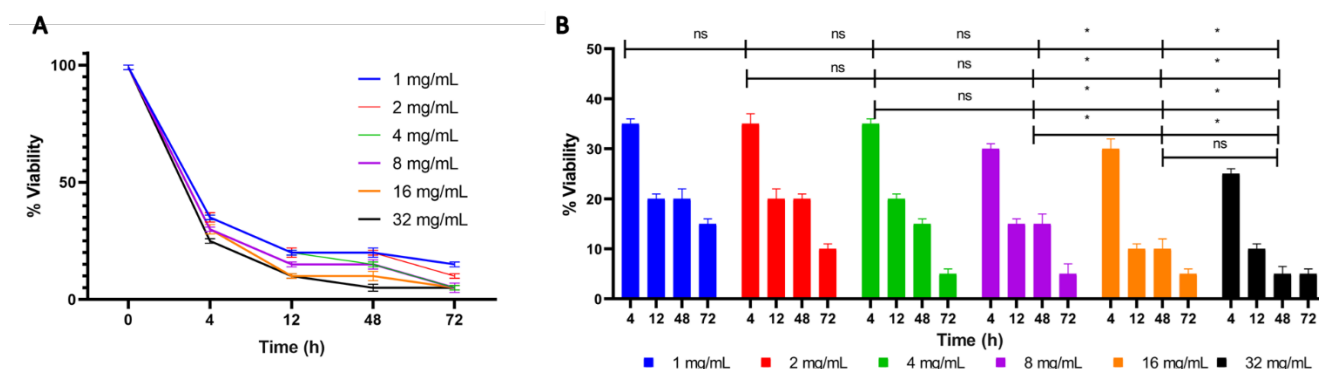 A
% Viability
100
50
0
0 4 12 48 72
Time (h)
1 mg/mL
2 mg/mL
4 mg/mL
8 mg/mL
16 mg/mL
32 mg/mL
B
% Viability
50
40
30
20
10
0
ns ns ns * *
ns ns * *
ns * *
* *
ns
4 12 48 72 4 12 48 72 4 12 48 72 4 12 48 72 4 12 48 72 4 12 48 72
Time (h)
1 mg/mL 2 mg/mL 4 mg/mL 8 mg/mL 16 mg/mL 32 mg/mL